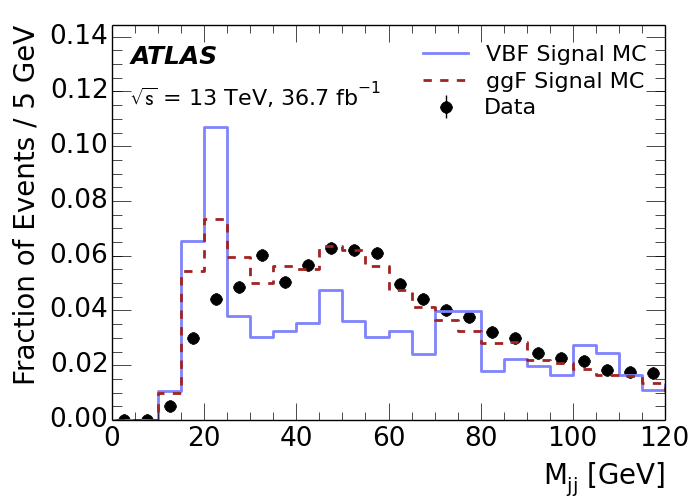 ATLAS
√s = 13 TeV, 36.7 fb⁻¹
VBF Signal MC
ggF Signal MC
Data
Fraction of Events / 5 GeV
0.14
0.12
0.10
0.08
0.06
0.04
0.02
0.00
0 20 40 60 80 100 120
Mjj [GeV]